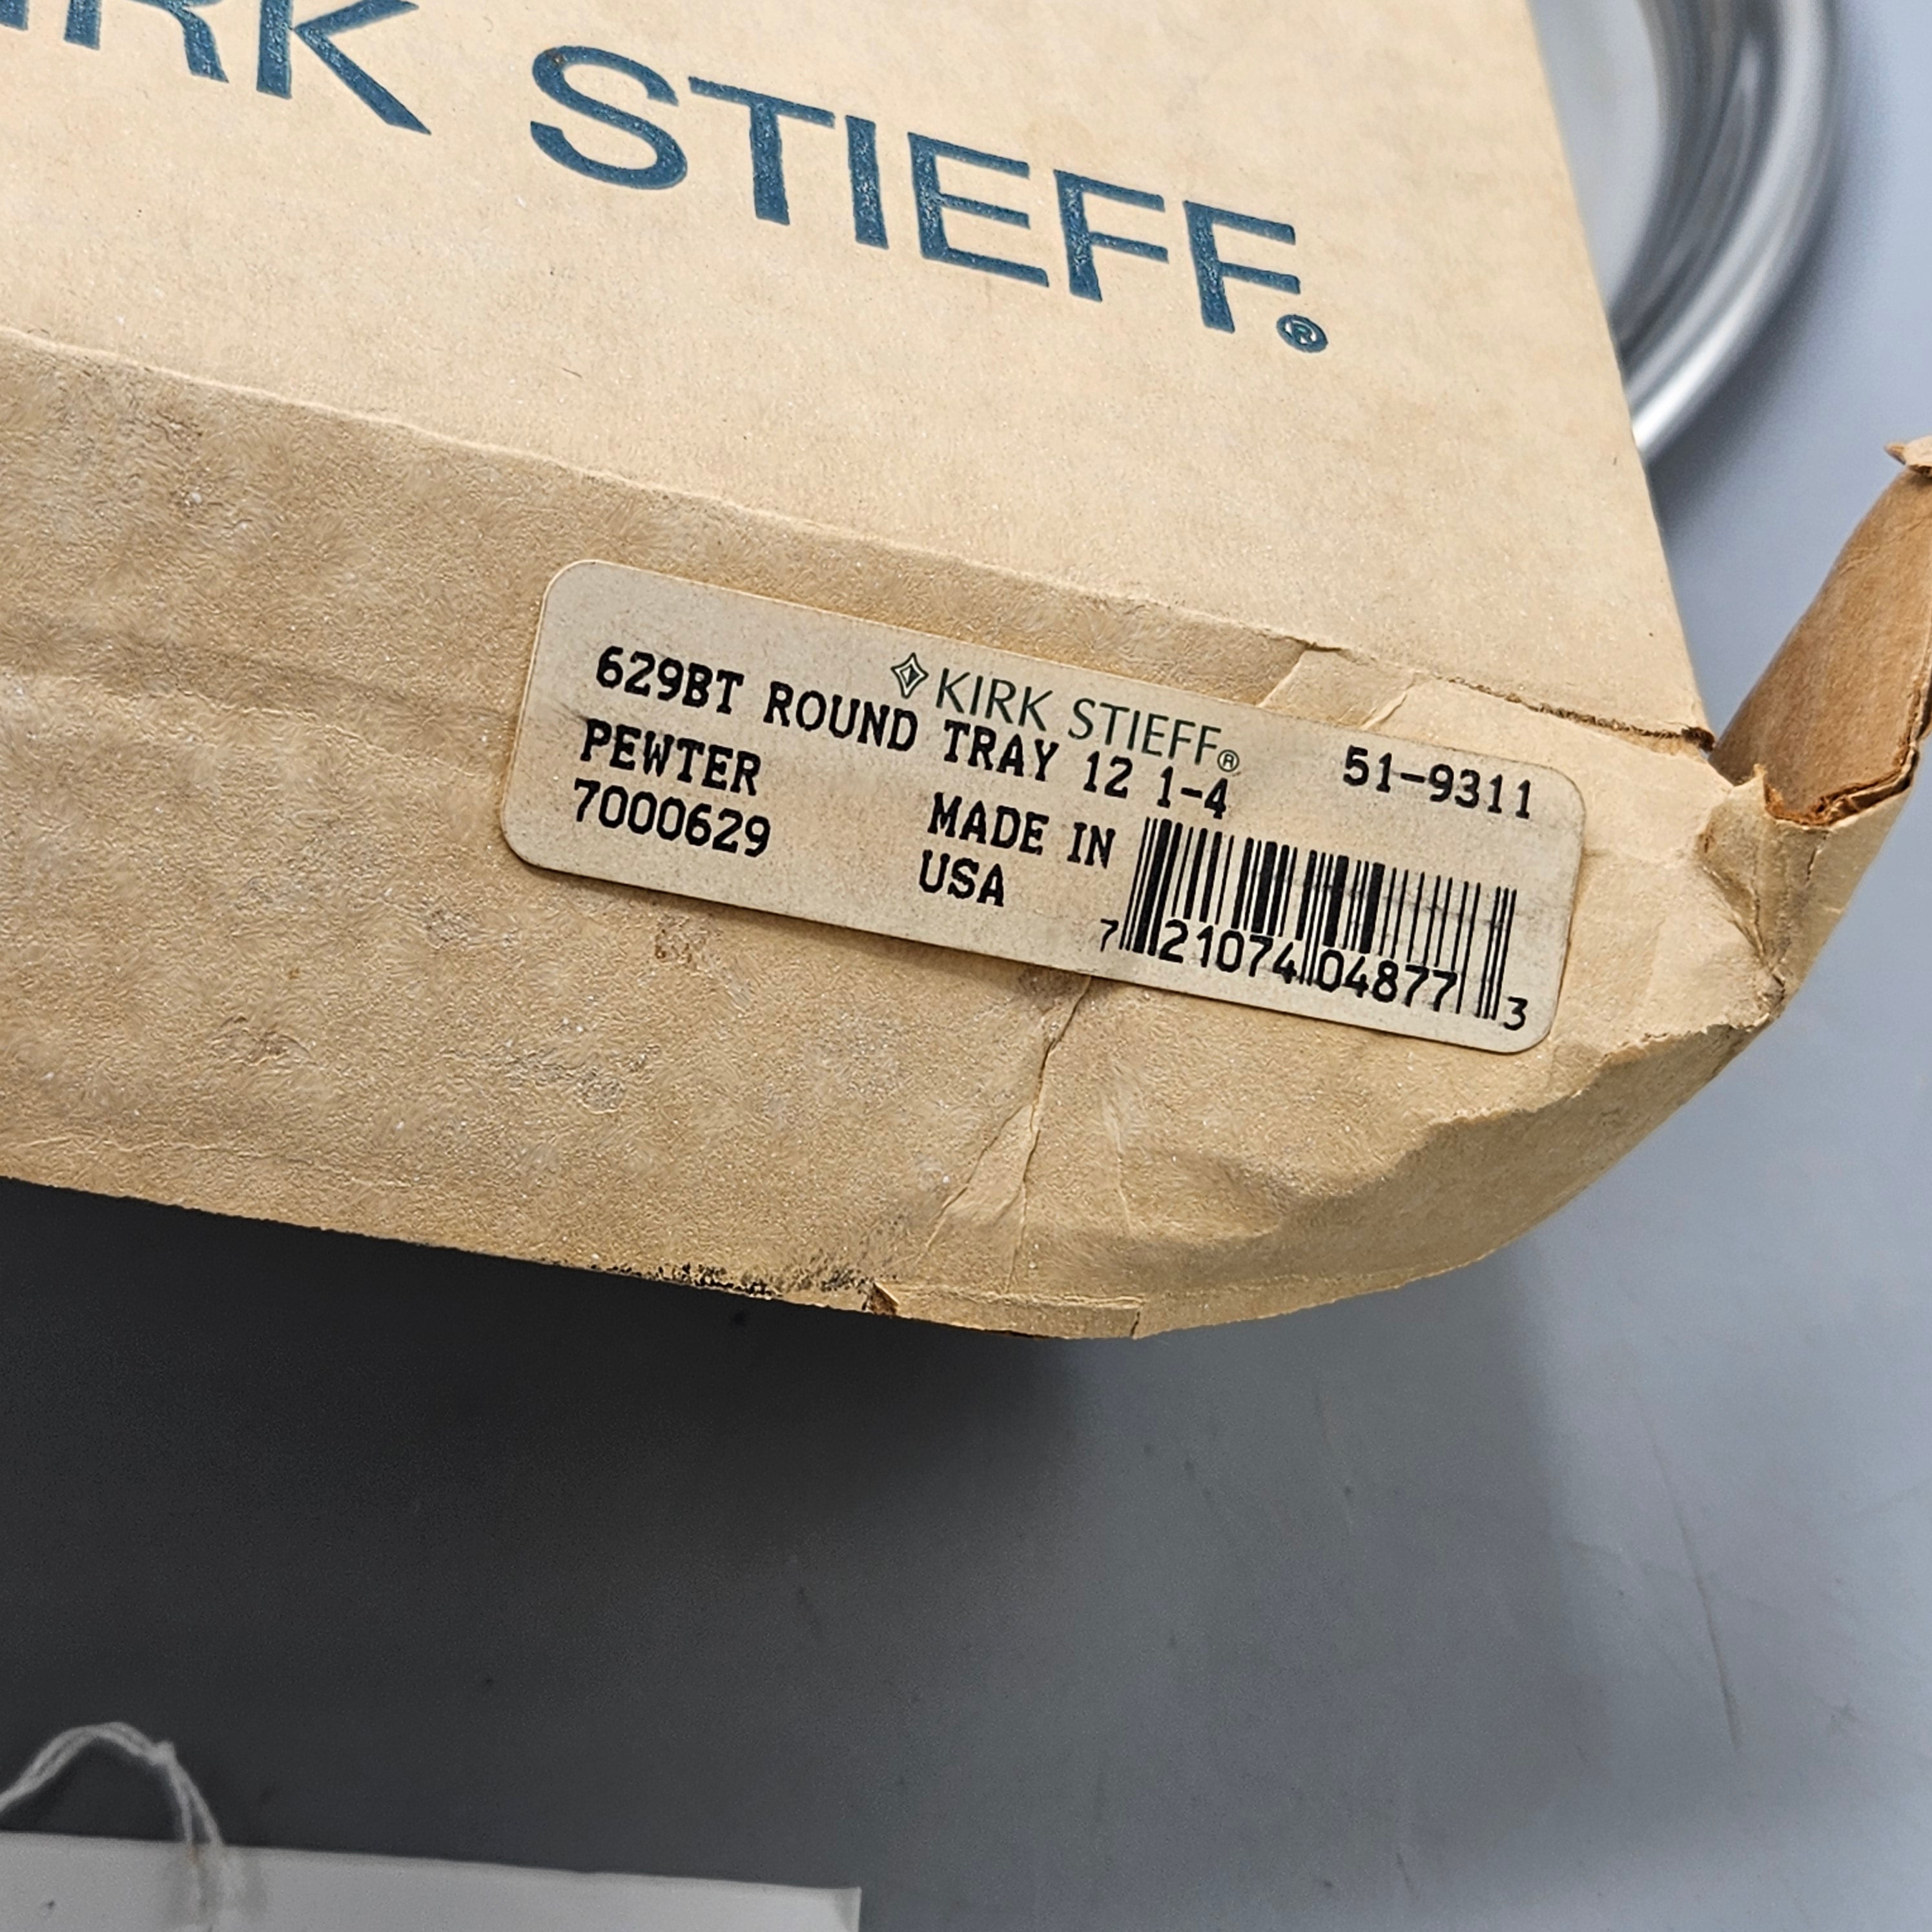 IRK STIEFF®
KIRK STIEFF®
629BT ROUND TRAY 12 1-4
51-9311
PEWTER
7000629
MADE IN
USA
7 21074 04877 3